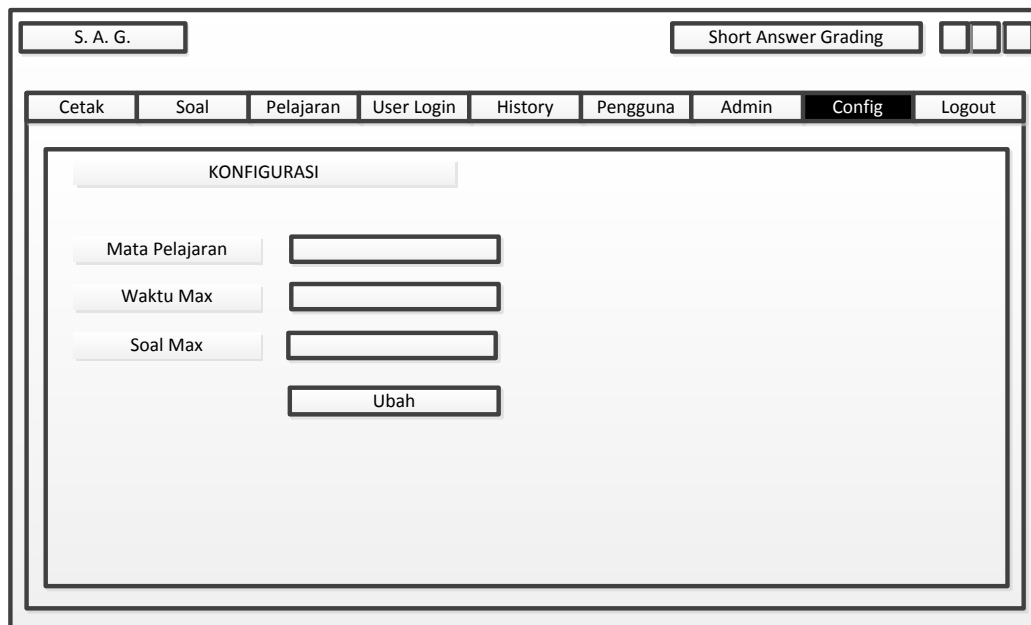 S. A. G. Short Answer Grading
Cetak Soal Pelajaran User Login History Pengguna Admin Config Logout
KONFIGURASI
Mata Pelajaran
Waktu Max
Soal Max
Ubah